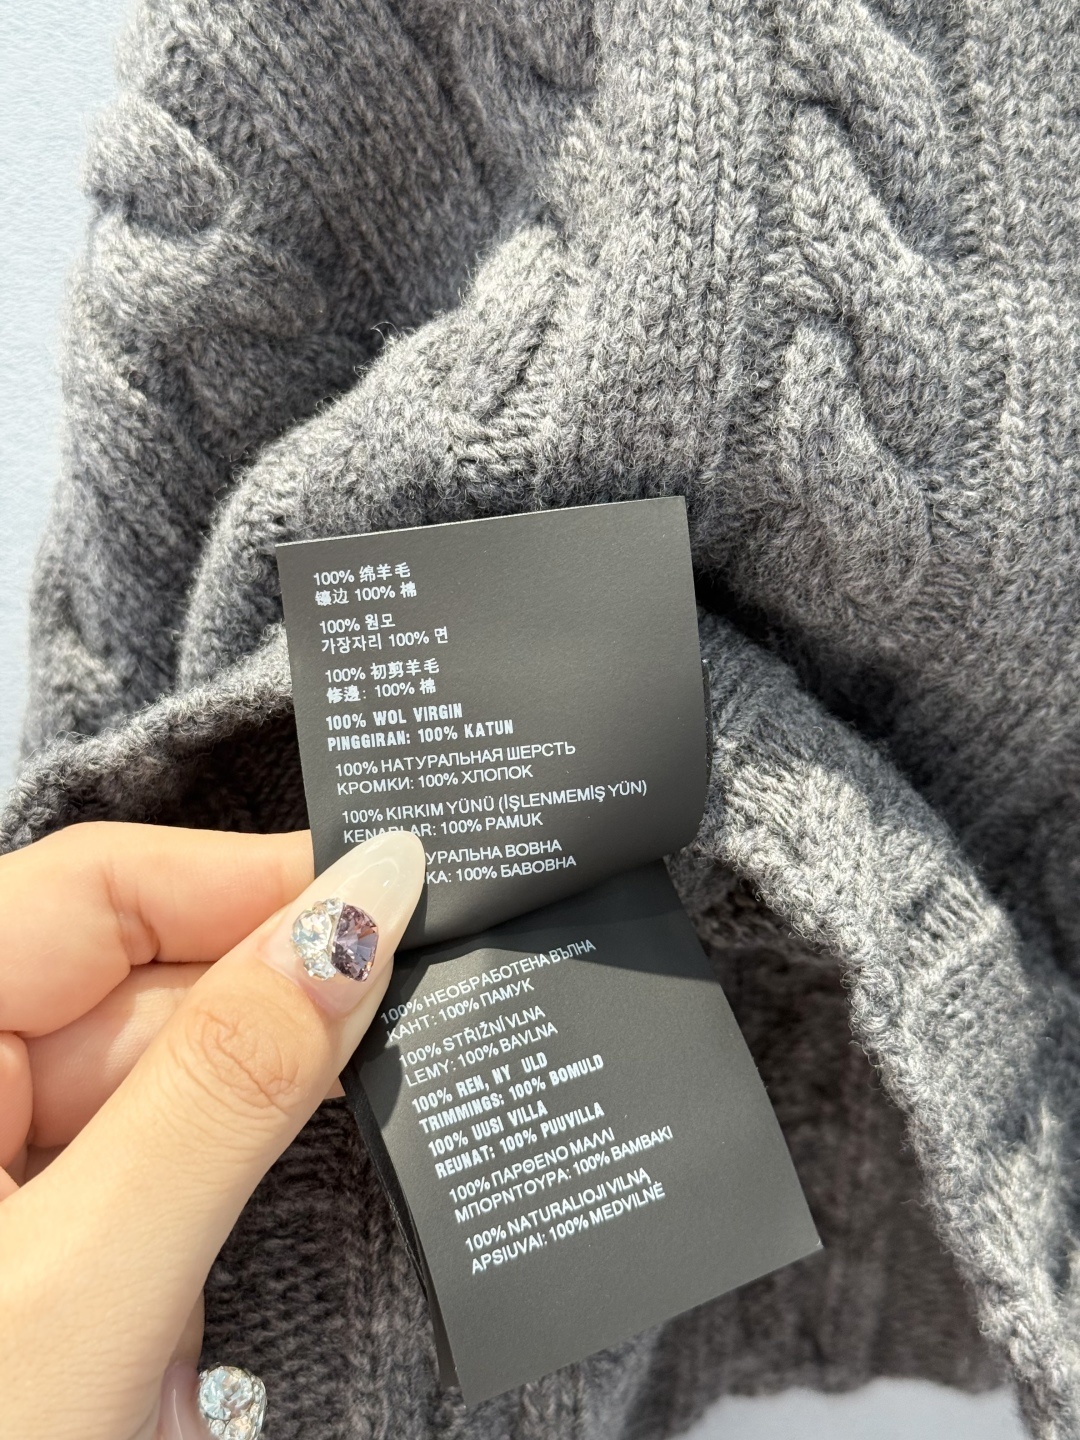 100% 绵羊毛
镶边 100% 棉
100% 원모
가장자리 100% 면
100% 初剪羊毛
修邊: 100% 棉
100% WOL VIRGIN
PINGGIRAN: 100% KATUN
100% НАТУРАЛЬНАЯ ШЕРСТЬ
КРОМКИ: 100% ХЛОПОК
100% KIRKIM YÜNÜ (İŞLENMEMİŞ YÜN)
KENARLAR: 100% PAMUK
ВОВНА
100% БАВОВНА
100% НЕОБРАБОТЕНА ВЪЛНА
КАНТ: 100% ПАМУК
100% STŘIŽNÍ VLNA
LEMY: 100% BAVLNA
100% REN, NY ULD
TRIMMINGS: 100% BOMULD
100% UUSI VILLA
REUNAT: 100% PUUVILLA
100% ΠΑΡΘΕΝΟ ΜΑΛΛΙ
ΜΠΟΡΝΤΟΥΡΑ: 100% ΒΑΜΒΑΚΙ
100% NATURALIOJI VILNA
APSIUVAI: 100% MEDVILNĖ